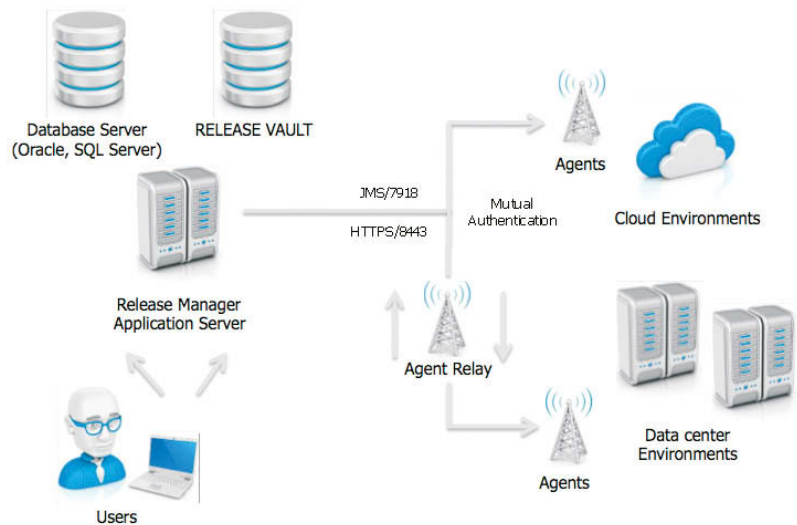 Database Server
(Oracle, SQL Server)
RELEASE VAULT
Agents
Cloud Environments
JMS/7918
HTTPS/8443
Mutual
Authentication
Release Manager
Application Server
Agent Relay
Data center
Environments
Agents
Users